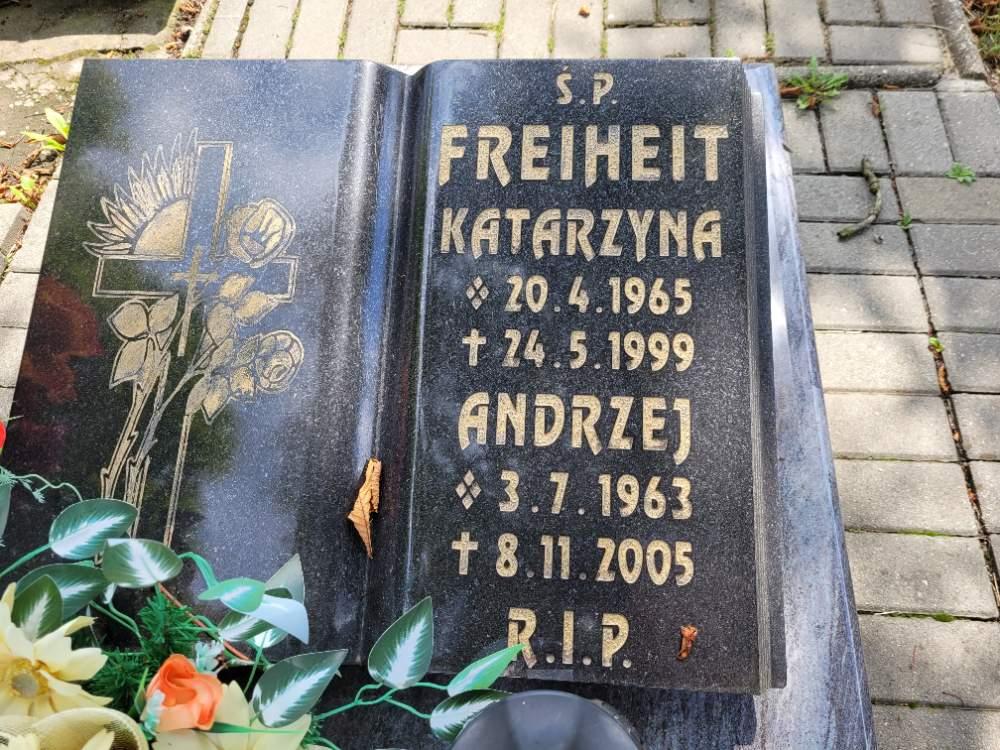 Ś.P.
FREIHEIT
KATARZYNA
20.4.1965
✝ 24.5.1999
ANDRZEJ
3.7.1963
✝ 8.11.2005
R.I.P.